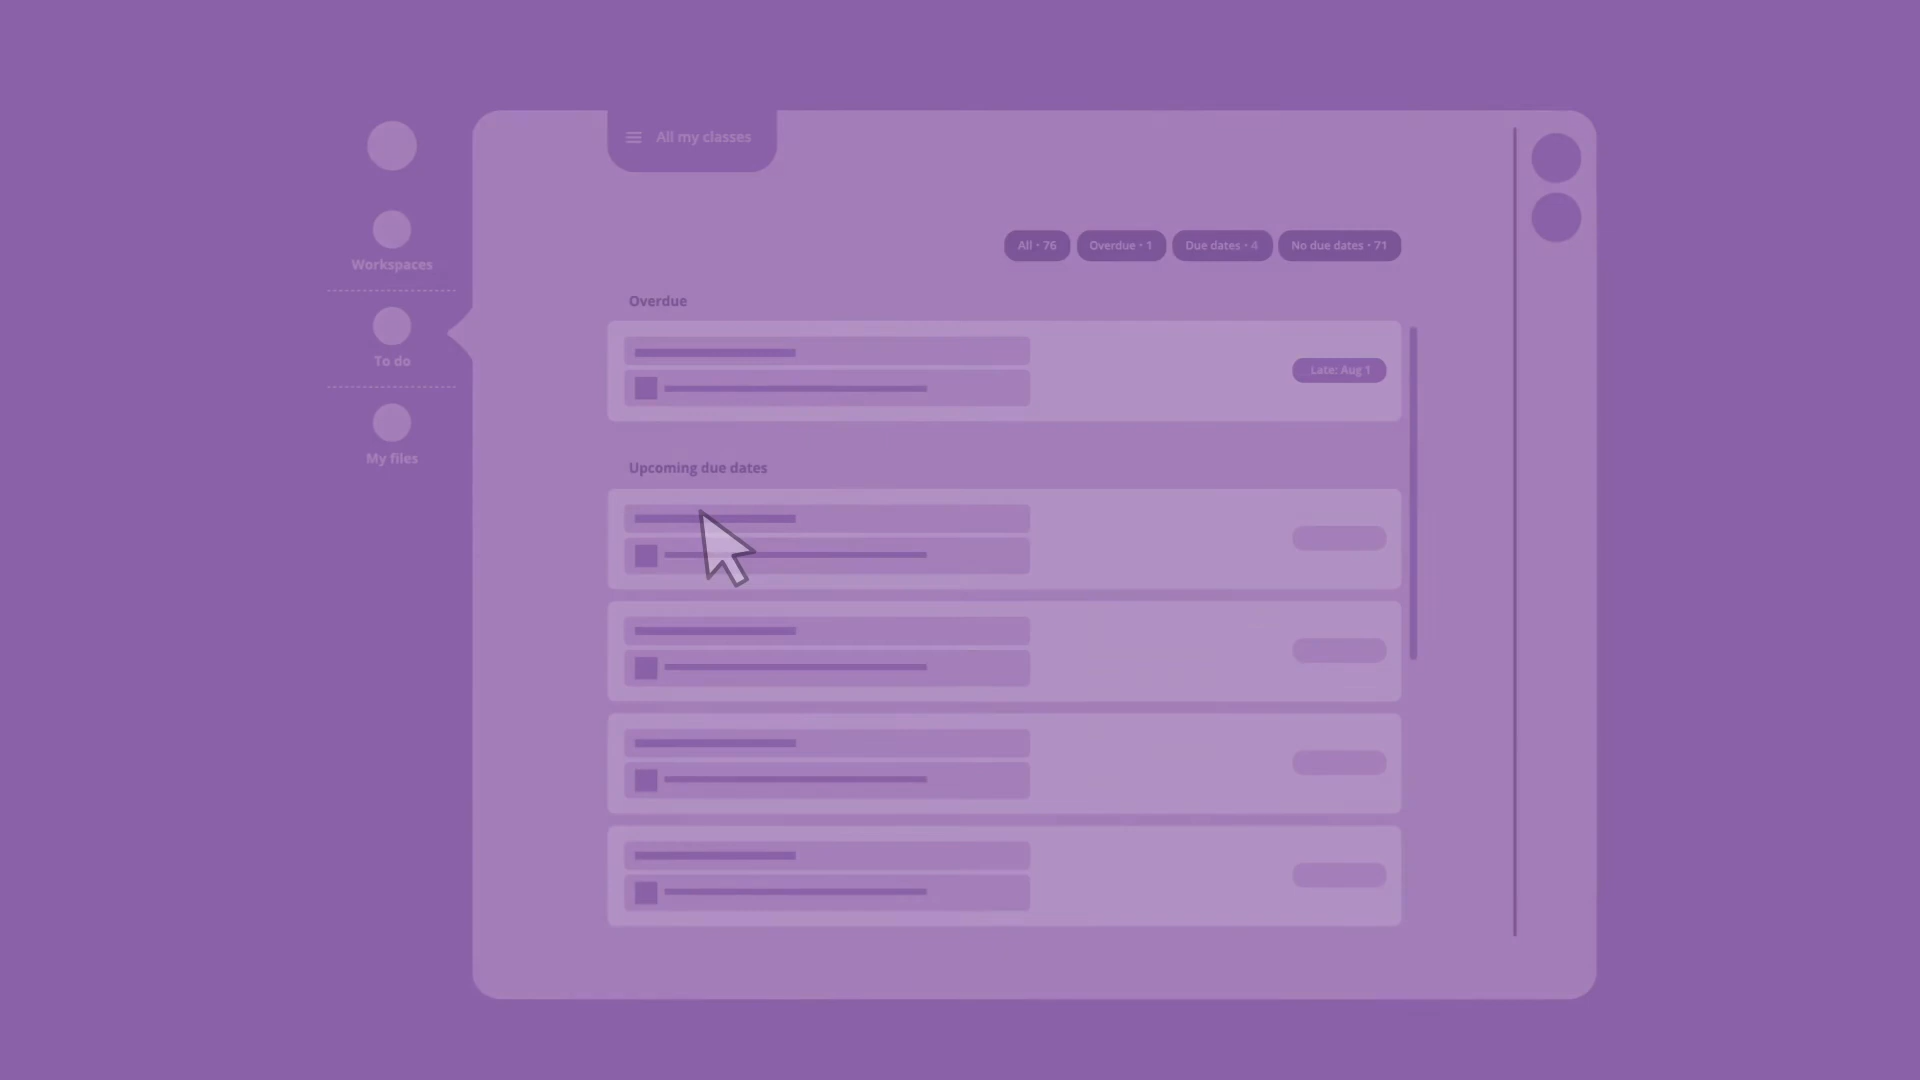 All my classes
Workspaces
To do
My files
All • 76
Overdue • 1
Due dates • 4
No due dates • 71
Overdue
Late: Aug 1
Upcoming due dates